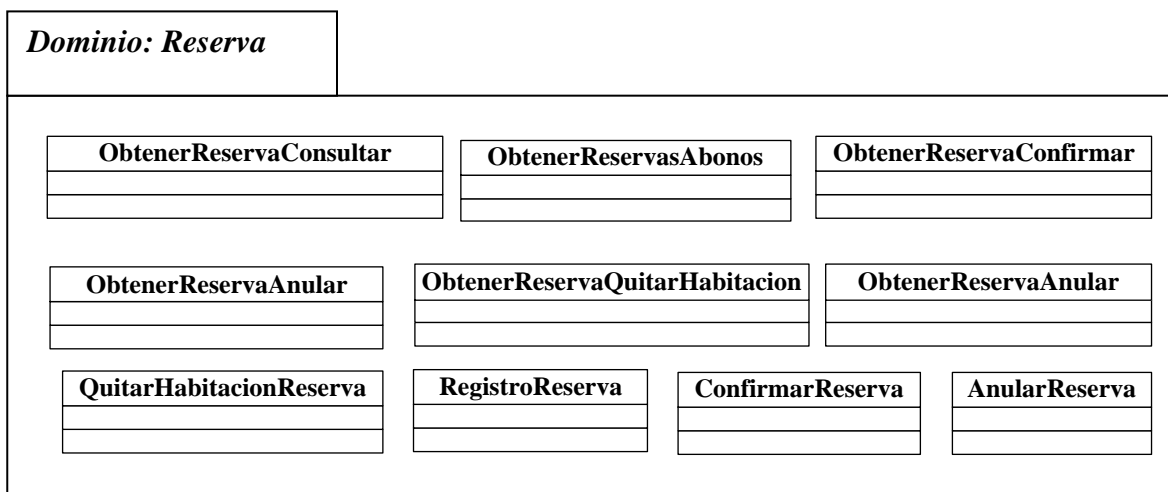 Dominio: Reserva
ObtenerReservaConsultar
ObtenerReservasAbonos
ObtenerReservaConfirmar
ObtenerReservaAnular
ObtenerReservaQuitarHabitacion
ObtenerReservaAnular
QuitarHabitacionReserva
RegistroReserva
ConfirmarReserva
AnularReserva